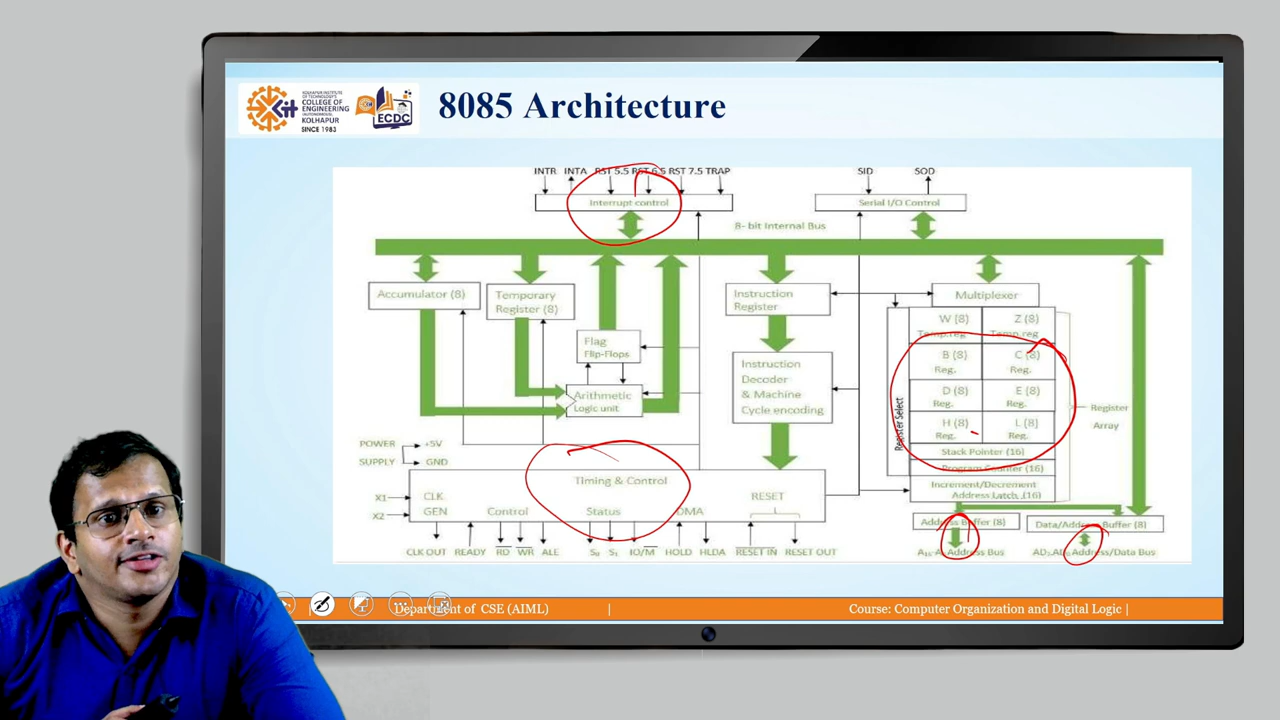 KOLHAPUR INSTITUTE
OF TECHNOLOGY'S
COLLEGE OF
ENGINEERING
(AUTONOMOUS),
KOLHAPUR
SINCE 1983
ECDC
8085 Architecture
INTR INTA RST 5.5 RST 6.5 RST 7.5 TRAP
SID SOD
Interrupt control
Serial I/O Control
8- bit Internal Bus
Accumulator (8)
Temporary
Register (8)
Flag
Flip-Flops
Arithmetic
Logic unit
Instruction
Register
Instruction
Decoder
& Machine
Cycle encoding
Multiplexer
W (8) Z (8)
Temp.reg Temp.reg
B (8) C (8)
Reg. Reg.
D (8) E (8)
Reg. Reg.
H (8) L (8)
Reg. Reg.
Stack Pointer (16)
Program Counter (16)
Increment/Decrement
Address Latch (16)
Register Select
Register
Array
POWER +5V
SUPPLY GND
X1
X2
CLK
GEN
Timing & Control
Control Status DMA
RESET
CLK OUT READY RD WR ALE S0 S1 IO/M HOLD HLDA RESET IN RESET OUT
Address Buffer (8)
Data/Address Buffer (8)
Address Bus
Address/Data Bus
Department of CSE (AIML) |
Course: Computer Organization and Digital Logic |